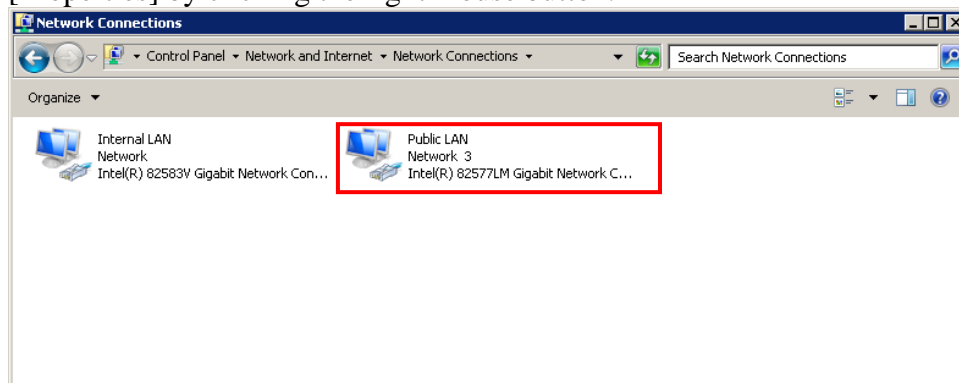 Network Connections
Control Panel Network and Internet Network Connections
Search Network Connections
Organize
Internal LAN
Network
Intel(R) 82583V Gigabit Network Con...
Public LAN
Network 3
Intel(R) 82577LM Gigabit Network C...